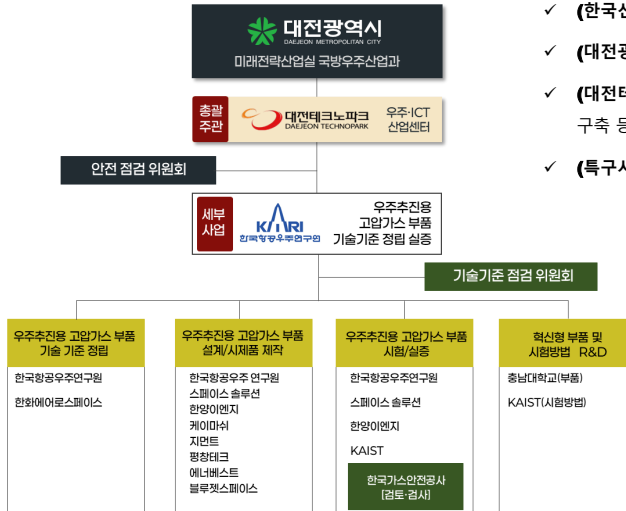 대전광역시
DAEJEON METROPOLITAN CITY
미래전략산업실 국방우주산업과
총괄
주관
대전테크노파크
DAEJEON TECHNOPARK
우주·ICT
산업센터
안전 점검 위원회
세부
사업
KARI
한국항공우주연구원
우주추진용
고압가스 부품
기술기준 정립 실증
기술기준 점검 위원회
우주추진용 고압가스 부품
기술 기준 정립
한국항공우주연구원
한화에어로스페이스
우주추진용 고압가스 부품
설계/시제품 제작
한국항공우주 연구원
스페이스 솔루션
한양이엔지
케이마쉬
지먼트
평창테크
에너베스트
블루젯스페이스
우주추진용 고압가스 부품
시험/실증
한국항공우주연구원
스페이스 솔루션
한양이엔지
KAIST
한국가스안전공사
[검토·검사]
혁신형 부품 및
시험방법 R&D
충남대학교(부품)
KAIST(시험방법)
✓ (한국산
✓ (대전광
✓ (대전테
구축 등
✓ (특구사